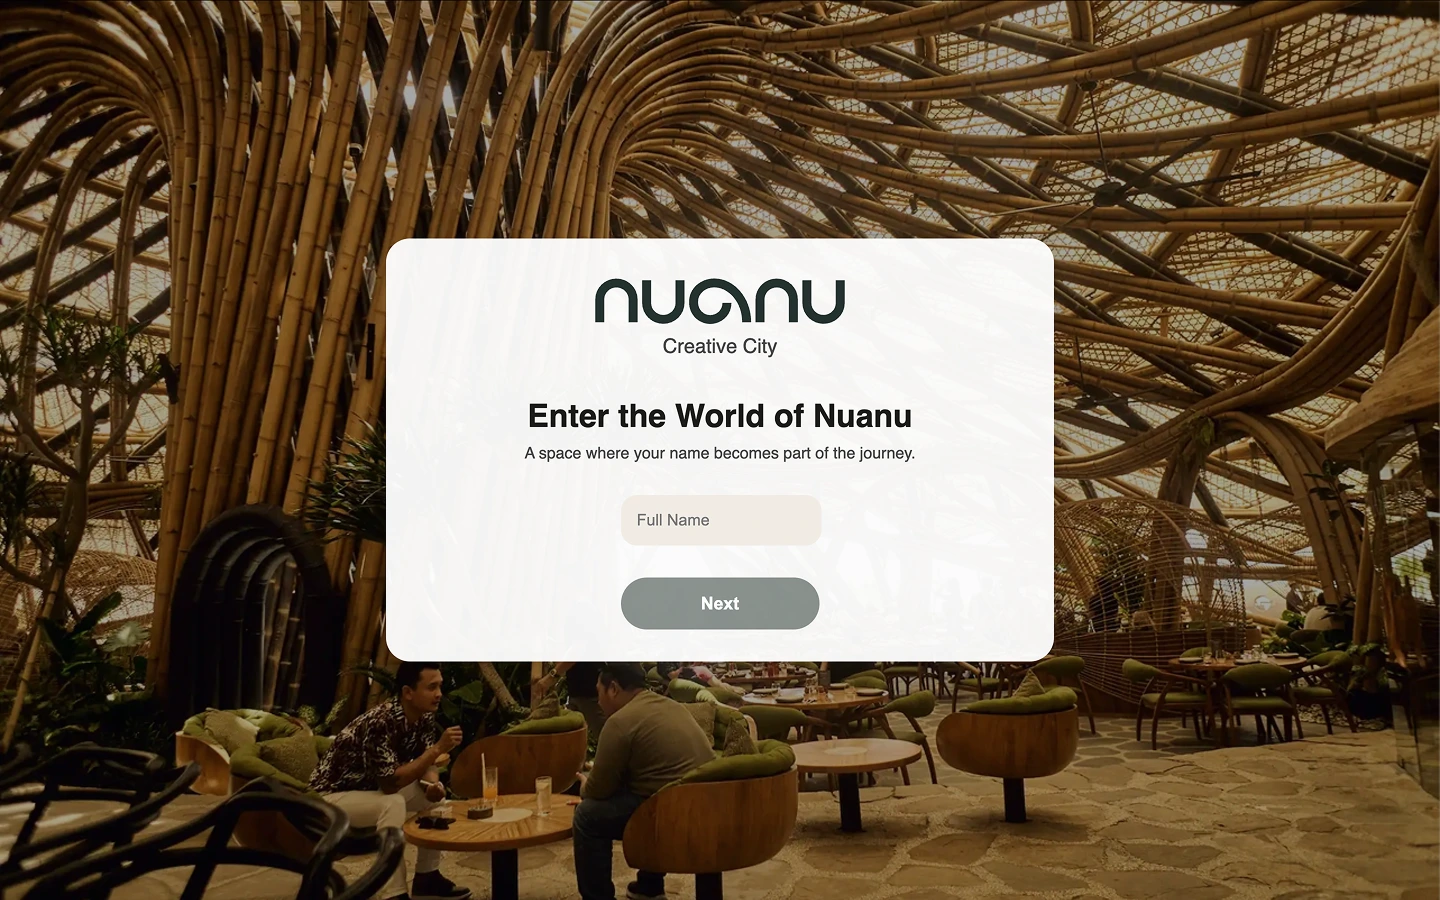 nuanu
Creative City
Enter the World of Nuanu
A space where your name becomes part of the journey.
Full Name
Next